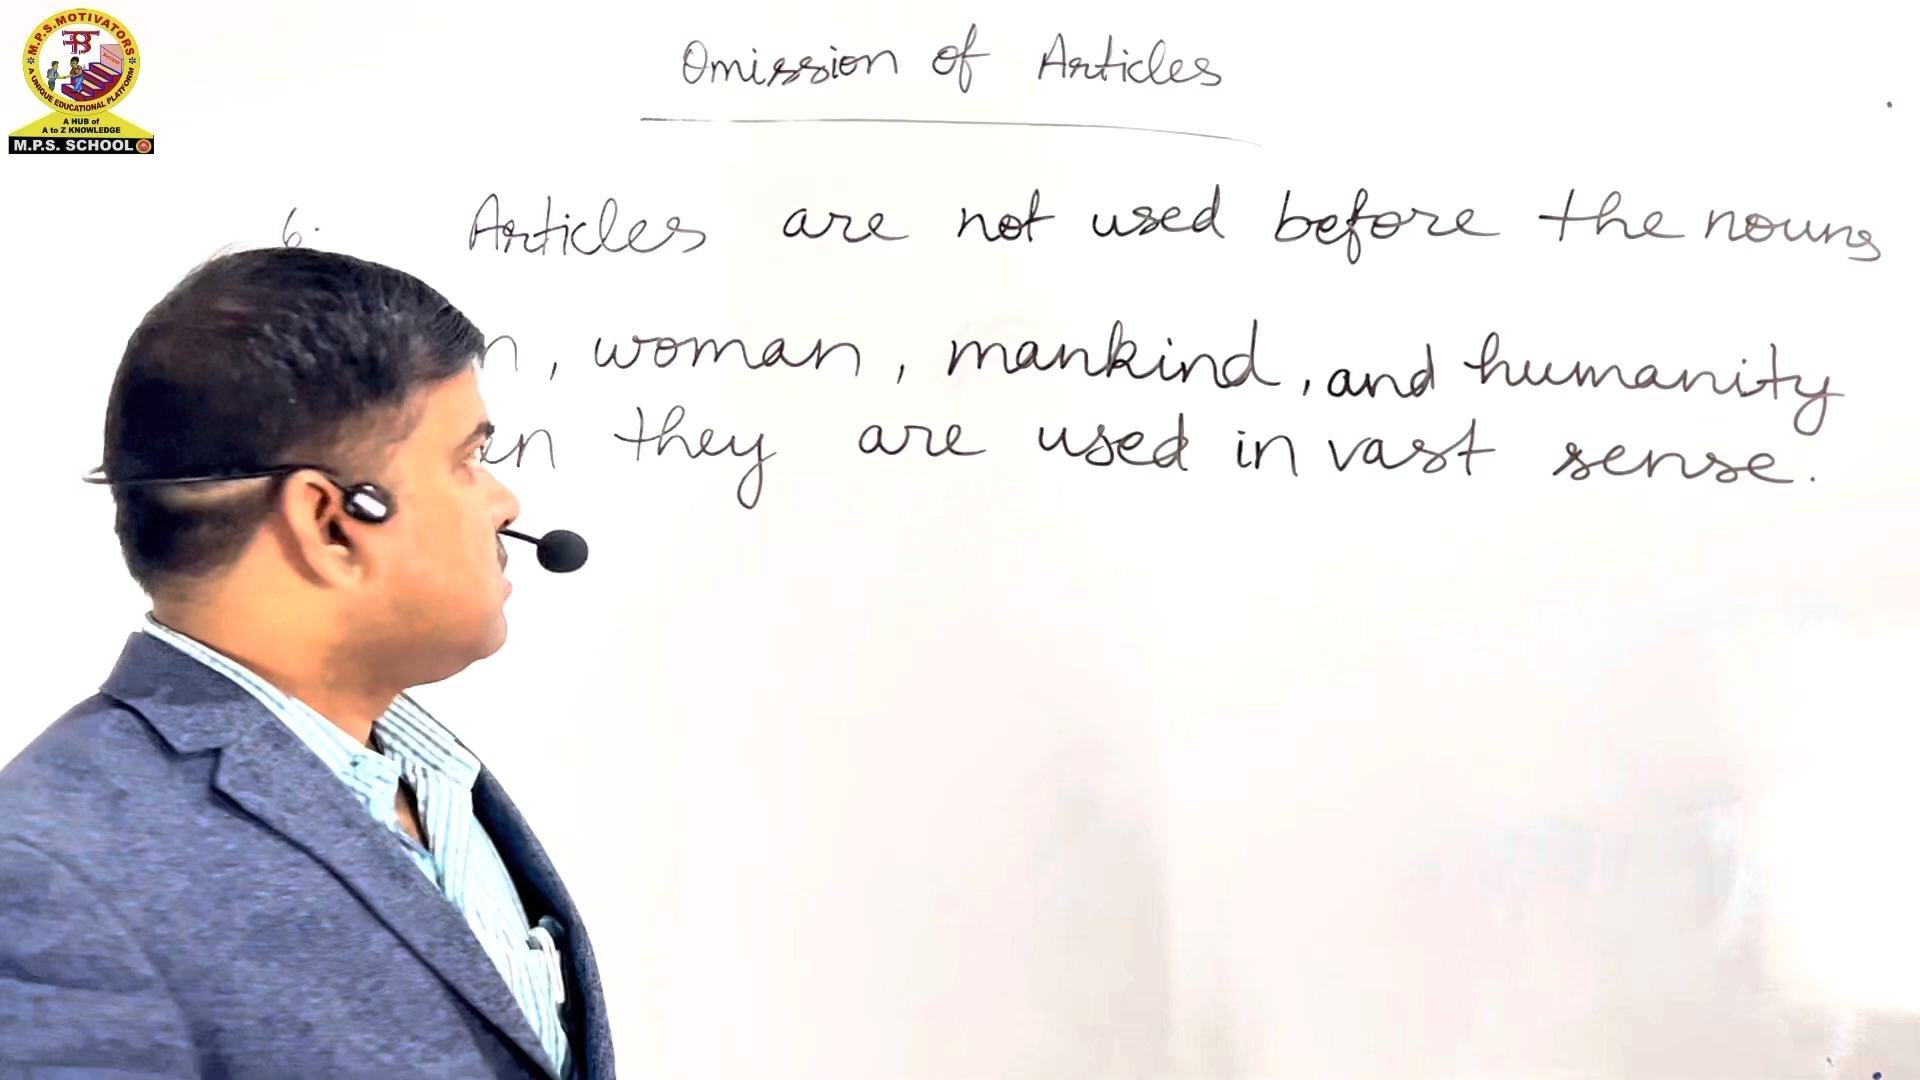 M.P.S. MOTIVATORS
A UNIQUE EDUCATIONAL PLATFORM
A HUB of
A to Z KNOWLEDGE
M.P.S. SCHOOL
Omission of Articles
6. Articles are not used before the nouns
, woman, mankind, and humanity
they are used in vast sense.